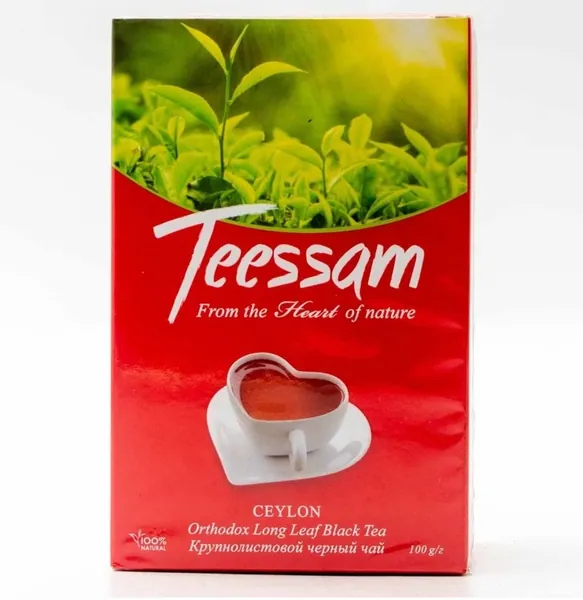 Teessam
From the Heart of nature
CEYLON
Orthodox Long Leaf Black Tea
Крупнолистовой черный чай
100 g/г
100%
NATURAL